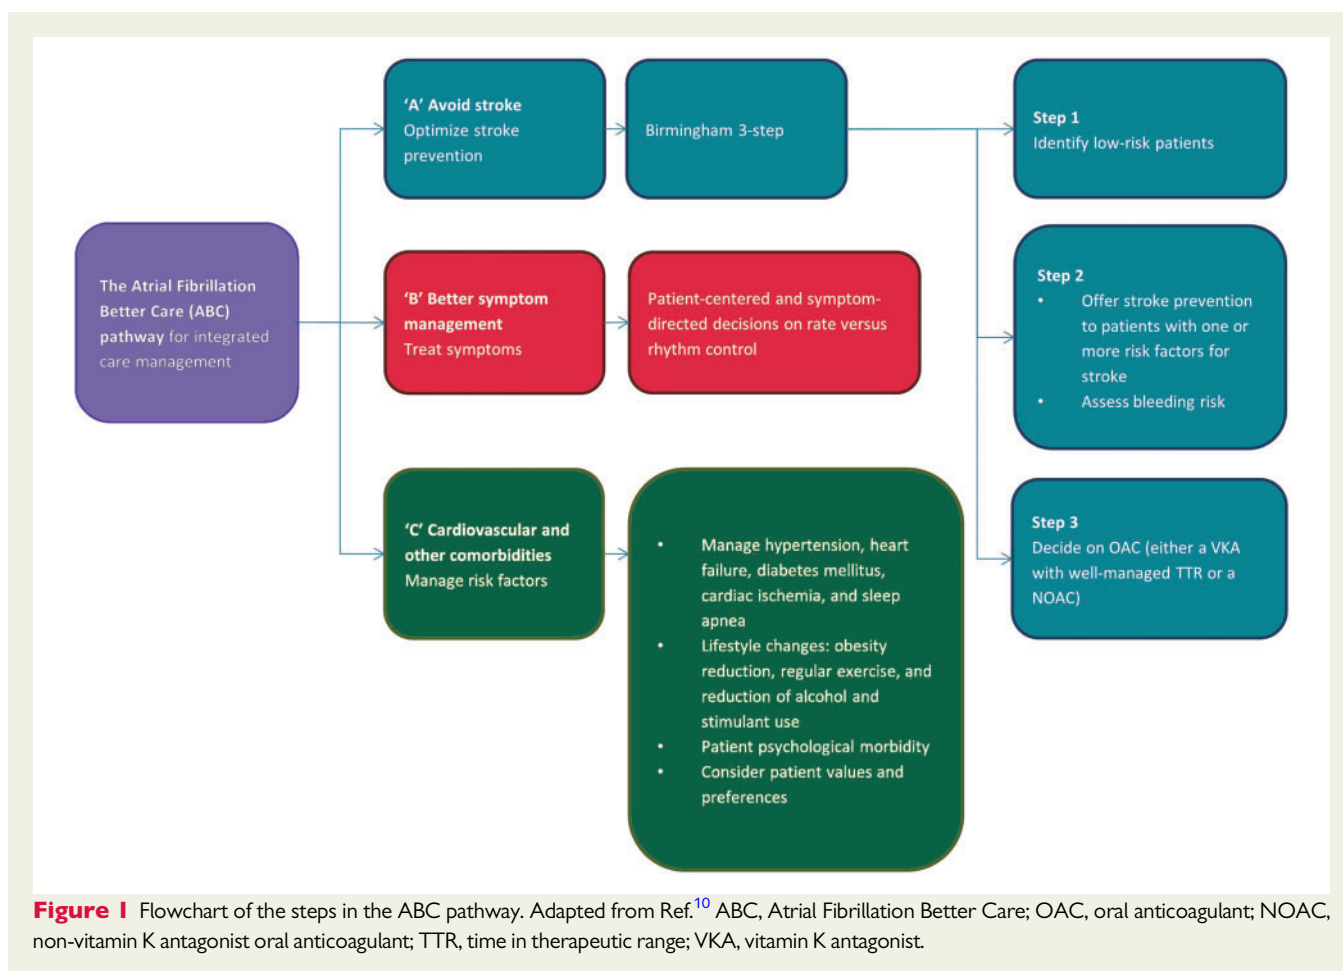 The Atrial Fibrillation
Better Care (ABC)
pathway for integrated
care management
'A' Avoid stroke
Optimize stroke
prevention
Birmingham 3-step
Step 1
Identify low-risk patients
Step 2
• Offer stroke prevention
to patients with one or
more risk factors for
stroke
• Assess bleeding risk
Step 3
Decide on OAC (either a VKA
with well-managed TTR or a
NOAC)
'B' Better symptom
management
Treat symptoms
Patient-centered and symptom-
directed decisions on rate versus
rhythm control
'C' Cardiovascular and
other comorbidities
Manage risk factors
• Manage hypertension, heart
failure, diabetes mellitus,
cardiac ischemia, and sleep
apnea
• Lifestyle changes: obesity
reduction, regular exercise, and
reduction of alcohol and
stimulant use
• Patient psychological morbidity
• Consider patient values and
preferences
Figure 1 Flowchart of the steps in the ABC pathway. Adapted from Ref.10 ABC, Atrial Fibrillation Better Care; OAC, oral anticoagulant; NOAC,
non-vitamin K antagonist oral anticoagulant; TTR, time in therapeutic range; VKA, vitamin K antagonist.